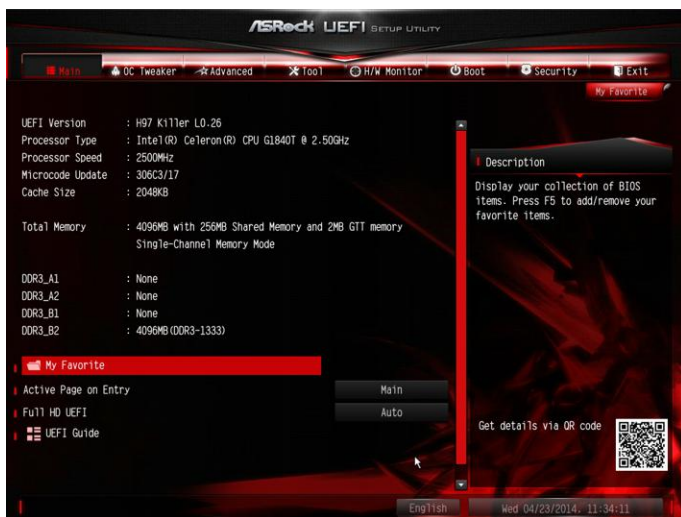 ASRock UEFI SETUP UTILITY
Main OC Tweaker Advanced Tool H/W Monitor Boot Security Exit
My Favorite
UEFI Version : H97 Killer L0.26
Processor Type : Intel(R) Celeron(R) CPU G1840T @ 2.50GHz
Processor Speed : 2500MHz
Microcode Update : 306C3/17
Cache Size : 2048KB
Total Memory : 4096MB with 256MB Shared Memory and 2MB GTT memory
Single-Channel Memory Mode
DDR3_A1 : None
DDR3_A2 : None
DDR3_B1 : None
DDR3_B2 : 4096MB(DDR3-1333)
My Favorite
Active Page on Entry Main
Full HD UEFI Auto
UEFI Guide
Description
Display your collection of BIOS
items. Press F5 to add/remove your
favorite items.
Get details via QR code
English Wed 04/23/2014, 11:34:11